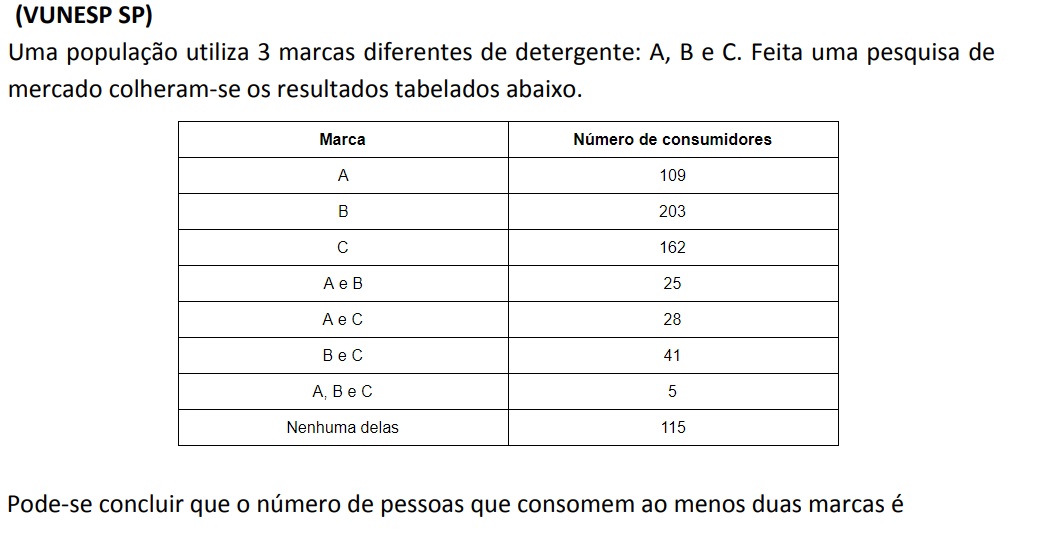 (VUNESP SP)
Uma população utiliza 3 marcas diferentes de detergente: A, B e C. Feita uma pesquisa de
mercado colheram-se os resultados tabelados abaixo.
Marca Número de consumidores
A 109
B 203
C 162
A e B 25
A e C 28
B e C 41
A, B e C 5
Nenhuma delas 115
Pode-se concluir que o número de pessoas que consomem ao menos duas marcas é